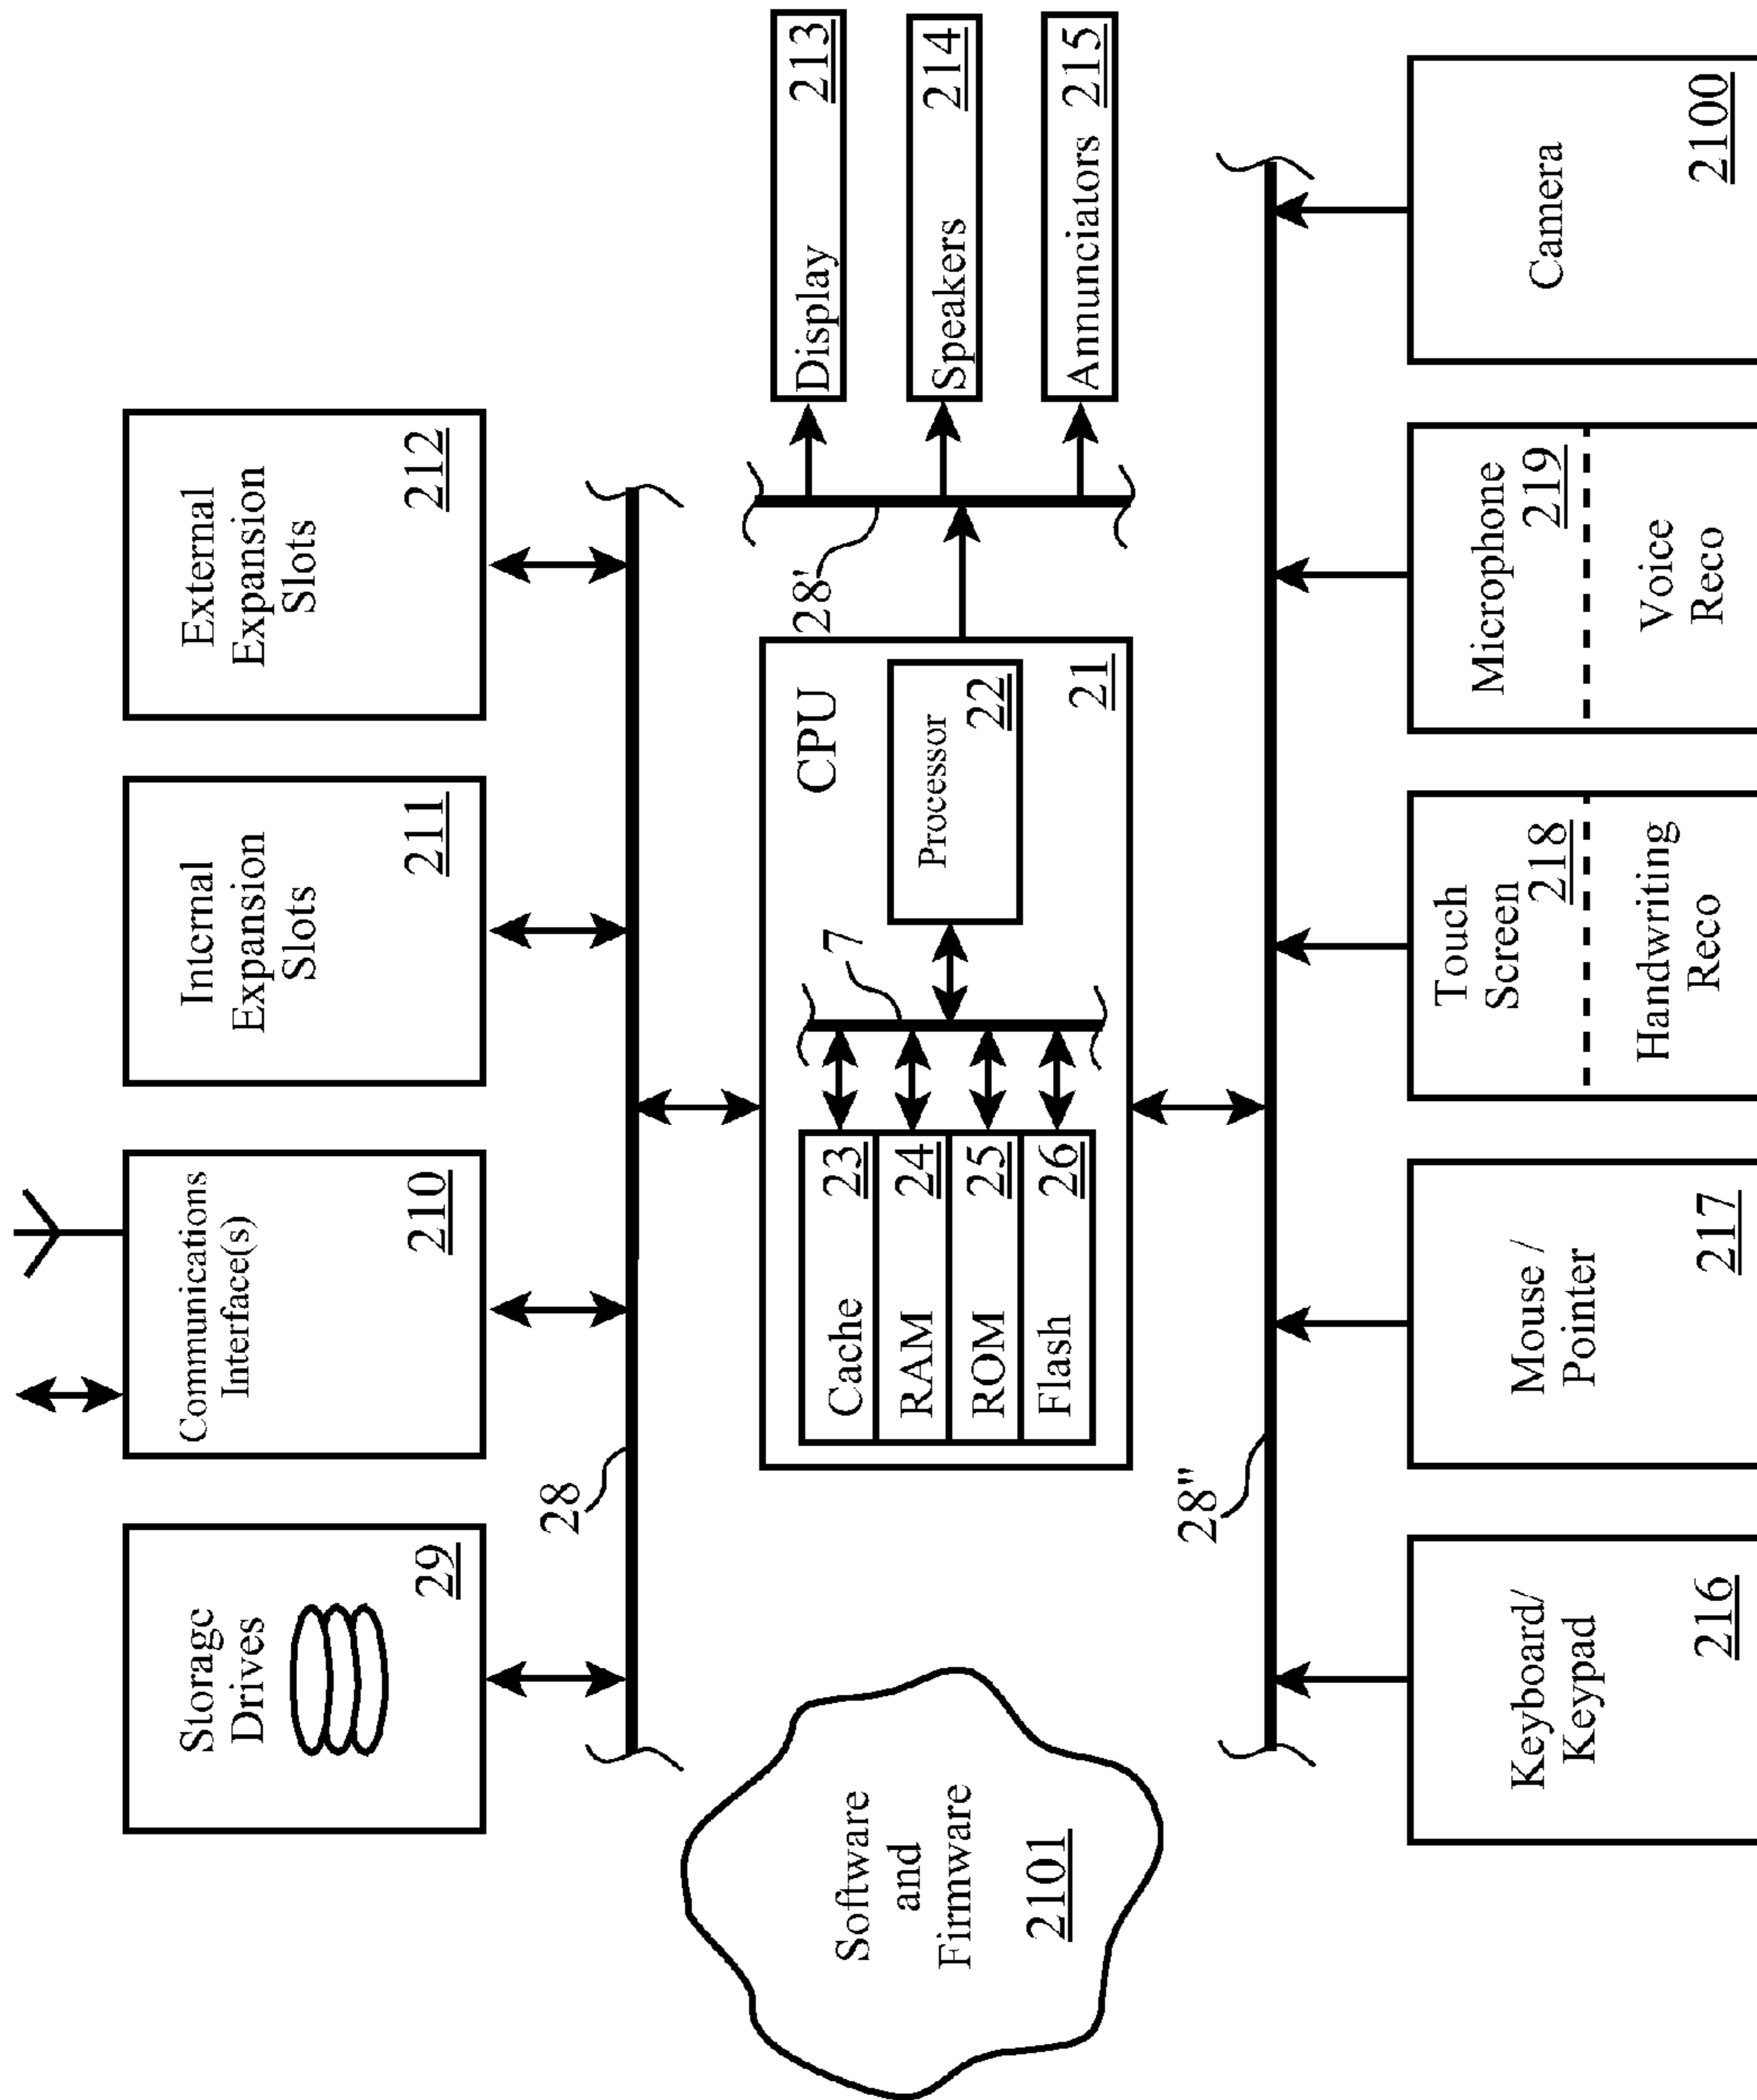 Storage
Drives
29
Communications
Interface(s)
210
Internal
Expansion
Slots
211
External
Expansion
Slots
212
28
Software
and
Firmware
2101
CPU
Cache 23
RAM 24
ROM 25
Flash 26
7
Processor
22
21
28'
Display 213
Speakers 214
Annunciators 215
28"
Keyboard/
Keypad
216
Mouse /
Pointer
217
Touch
Screen
218
Handwriting
Reco
Microphone
219
Voice
Reco
Camera
2100